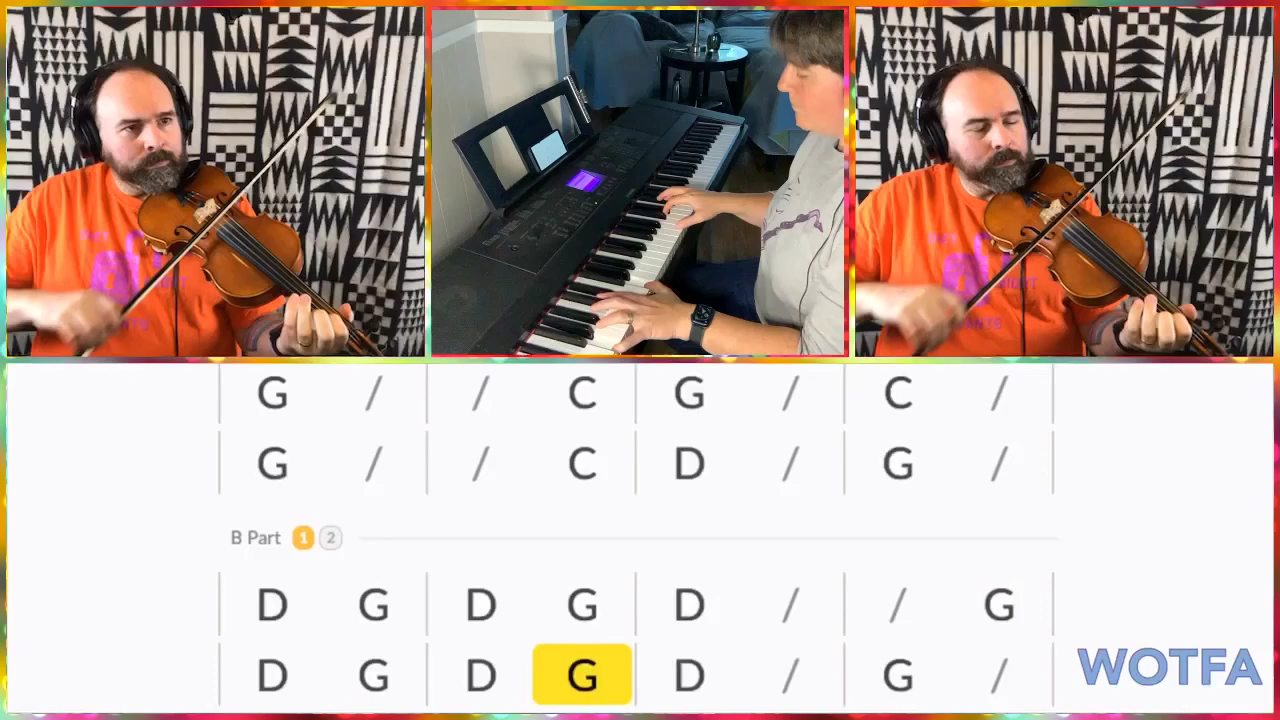 G / / C G / C /
G / / C D / G /
B Part 1 2
D G D G D / / G
D G D G D / G /
WOTFA